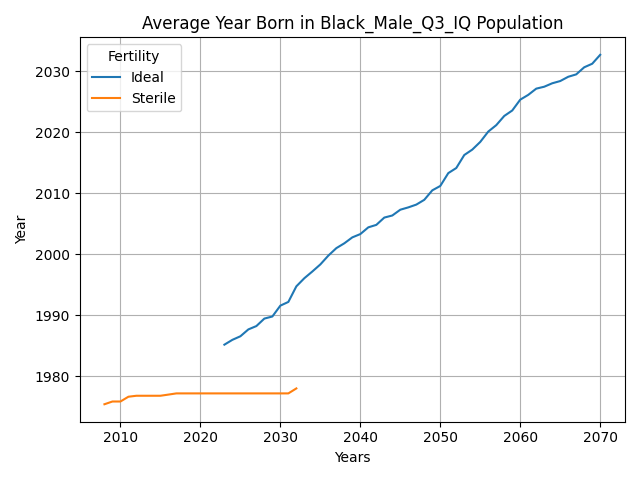 Average Year Born in Black_Male_Q3_IQ Population
Fertility
Ideal
Sterile
Year
2030
2020
2010
2000
1990
1980
2010 2020 2030 2040 2050 2060 2070
Years